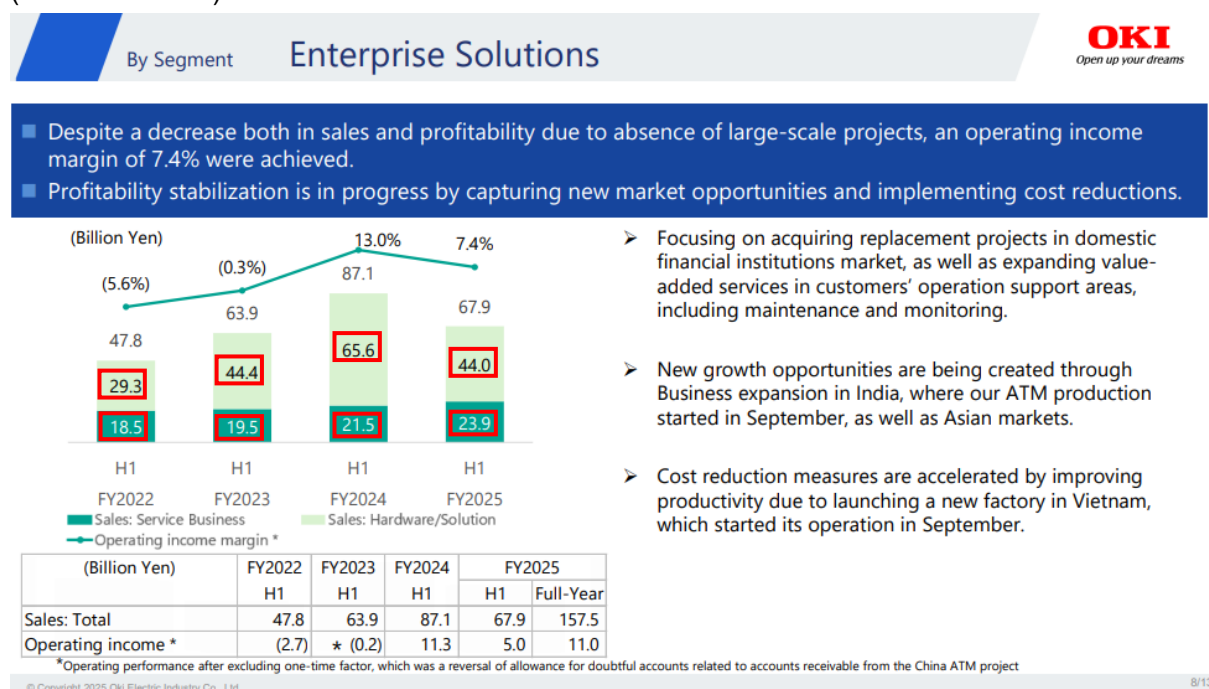 By Segment Enterprise Solutions
OKI
Open up your dreams
■ Despite a decrease both in sales and profitability due to absence of large-scale projects, an operating income
margin of 7.4% were achieved.
■ Profitability stabilization is in progress by capturing new market opportunities and implementing cost reductions.
(Billion Yen)
13.0%
7.4%
(0.3%)
(5.6%)
87.1
67.9
63.9
47.8
65.6
44.0
44.4
29.3
18.5 19.5 21.5 23.9
H1 H1 H1 H1
FY2022 FY2023 FY2024 FY2025
Sales: Service Business Sales: Hardware/Solution
Operating income margin *
(Billion Yen) FY2022 FY2023 FY2024 FY2025
H1 H1 H1 H1 Full-Year
Sales: Total 47.8 63.9 87.1 67.9 157.5
Operating income * (2.7) * (0.2) 11.3 5.0 11.0
➢ Focusing on acquiring replacement projects in domestic
financial institutions market, as well as expanding value-
added services in customers' operation support areas,
including maintenance and monitoring.
➢ New growth opportunities are being created through
Business expansion in India, where our ATM production
started in September, as well as Asian markets.
➢ Cost reduction measures are accelerated by improving
productivity due to launching a new factory in Vietnam,
which started its operation in September.
*Operating performance after excluding one-time factor, which was a reversal of allowance for doubtful accounts related to accounts receivable from the China ATM project
© Copyright 2025 Oki Electric Industry Co., Ltd.
8/13